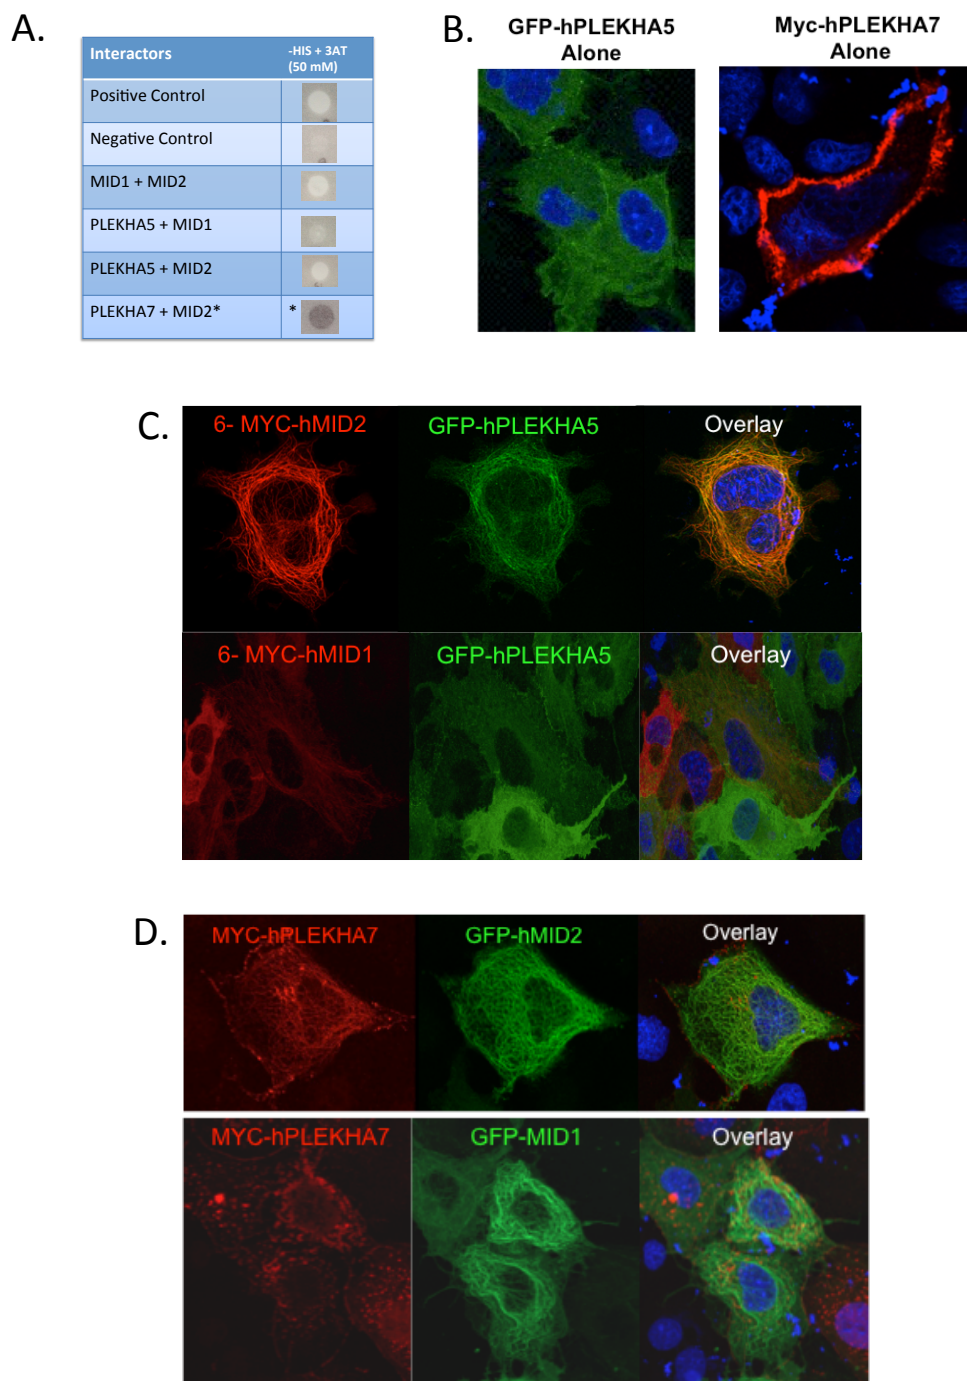 A.
Interactors -HIS + 3AT
(50 mM)
Positive Control
Negative Control
MID1 + MID2
PLEKHA5 + MID1
PLEKHA5 + MID2
PLEKHA7 + MID2* *
B.
GFP-hPLEKHA5
Alone
Myc-hPLEKHA7
Alone
C.
6- MYC-hMID2 GFP-hPLEKHA5 Overlay
6- MYC-hMID1 GFP-hPLEKHA5 Overlay
D.
MYC-hPLEKHA7 GFP-hMID2 Overlay
MYC-hPLEKHA7 GFP-MID1 Overlay